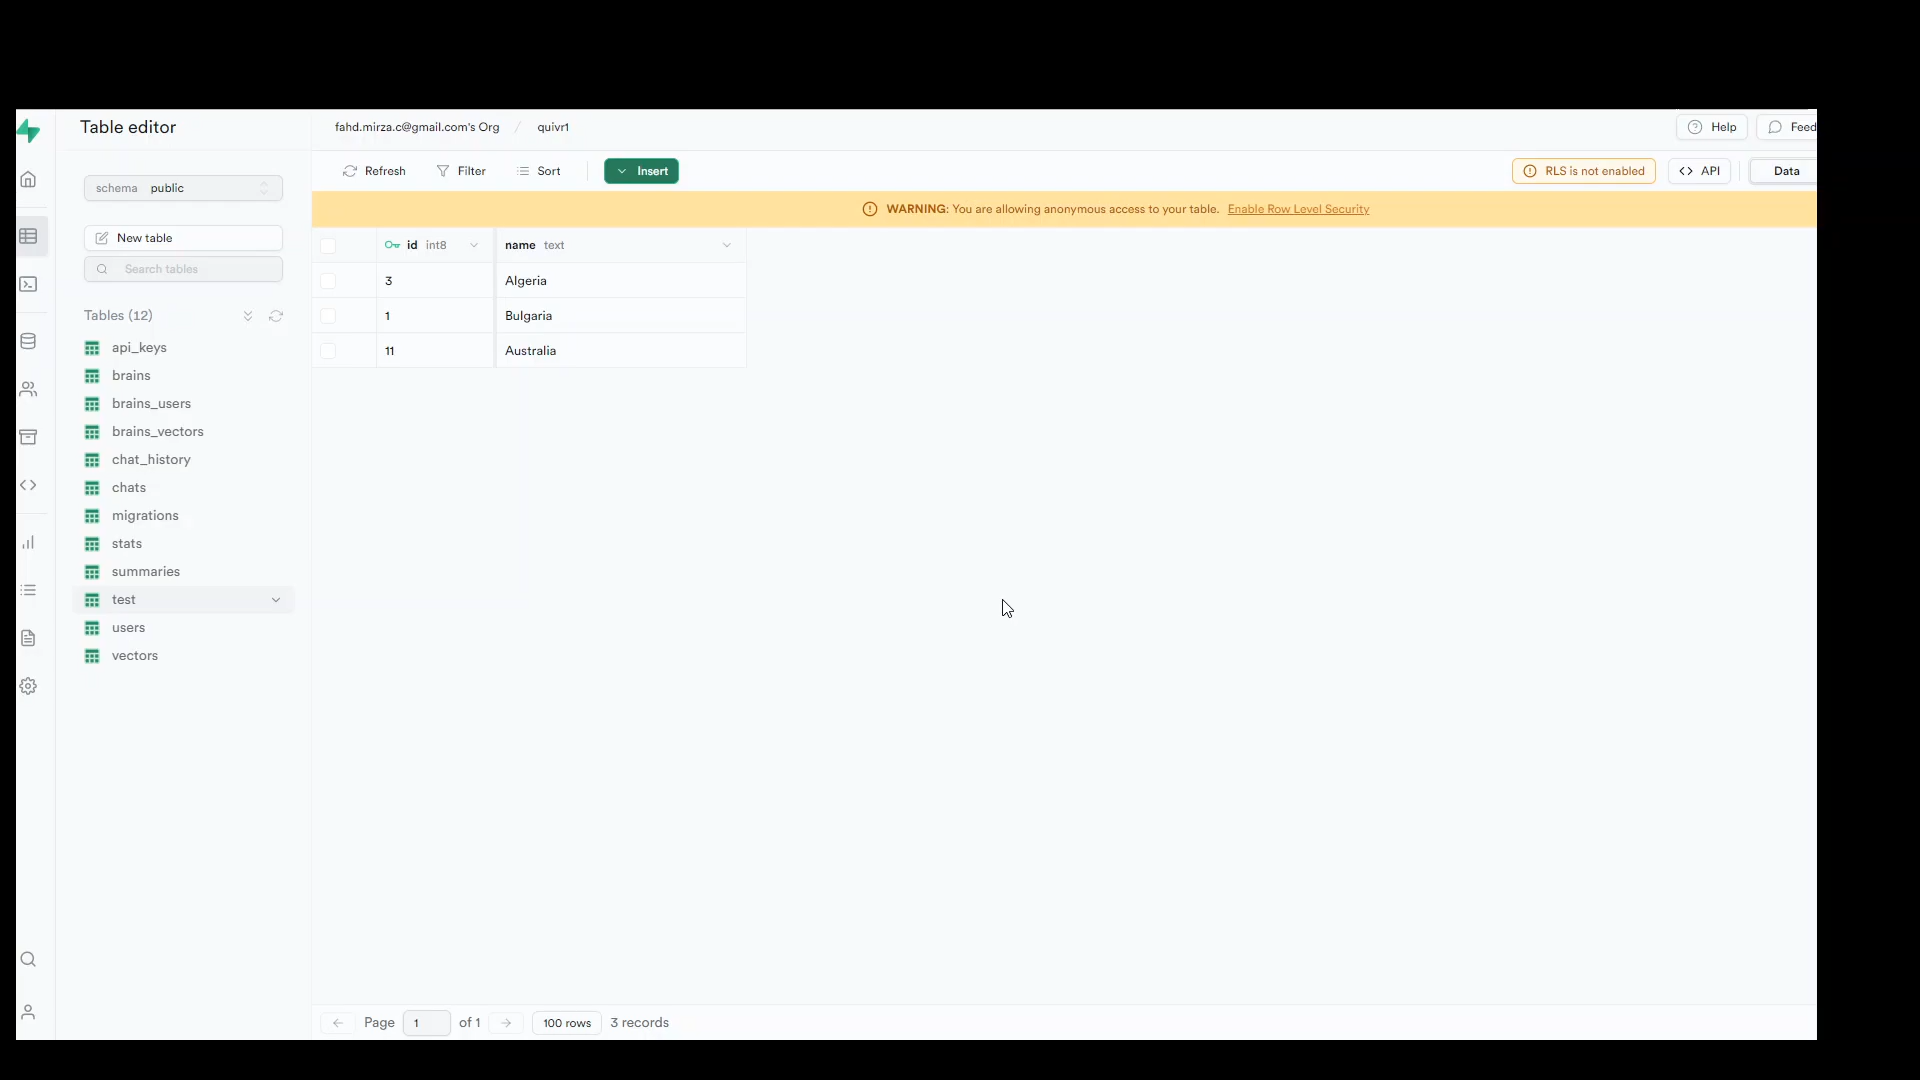 Table editor
fahd.mirza.c@gmail.com's Org / quivr1
Help
Feed
schema public
Refresh
Filter
Sort
Insert
RLS is not enabled
API
Data
WARNING: You are allowing anonymous access to your table. Enable Row Level Security
New table
Search tables
Tables (12)
api_keys
brains
brains_users
brains_vectors
chat_history
chats
migrations
stats
summaries
test
users
vectors
id int8 name text
3 Algeria
1 Bulgaria
11 Australia
Page 1 of 1 100 rows 3 records